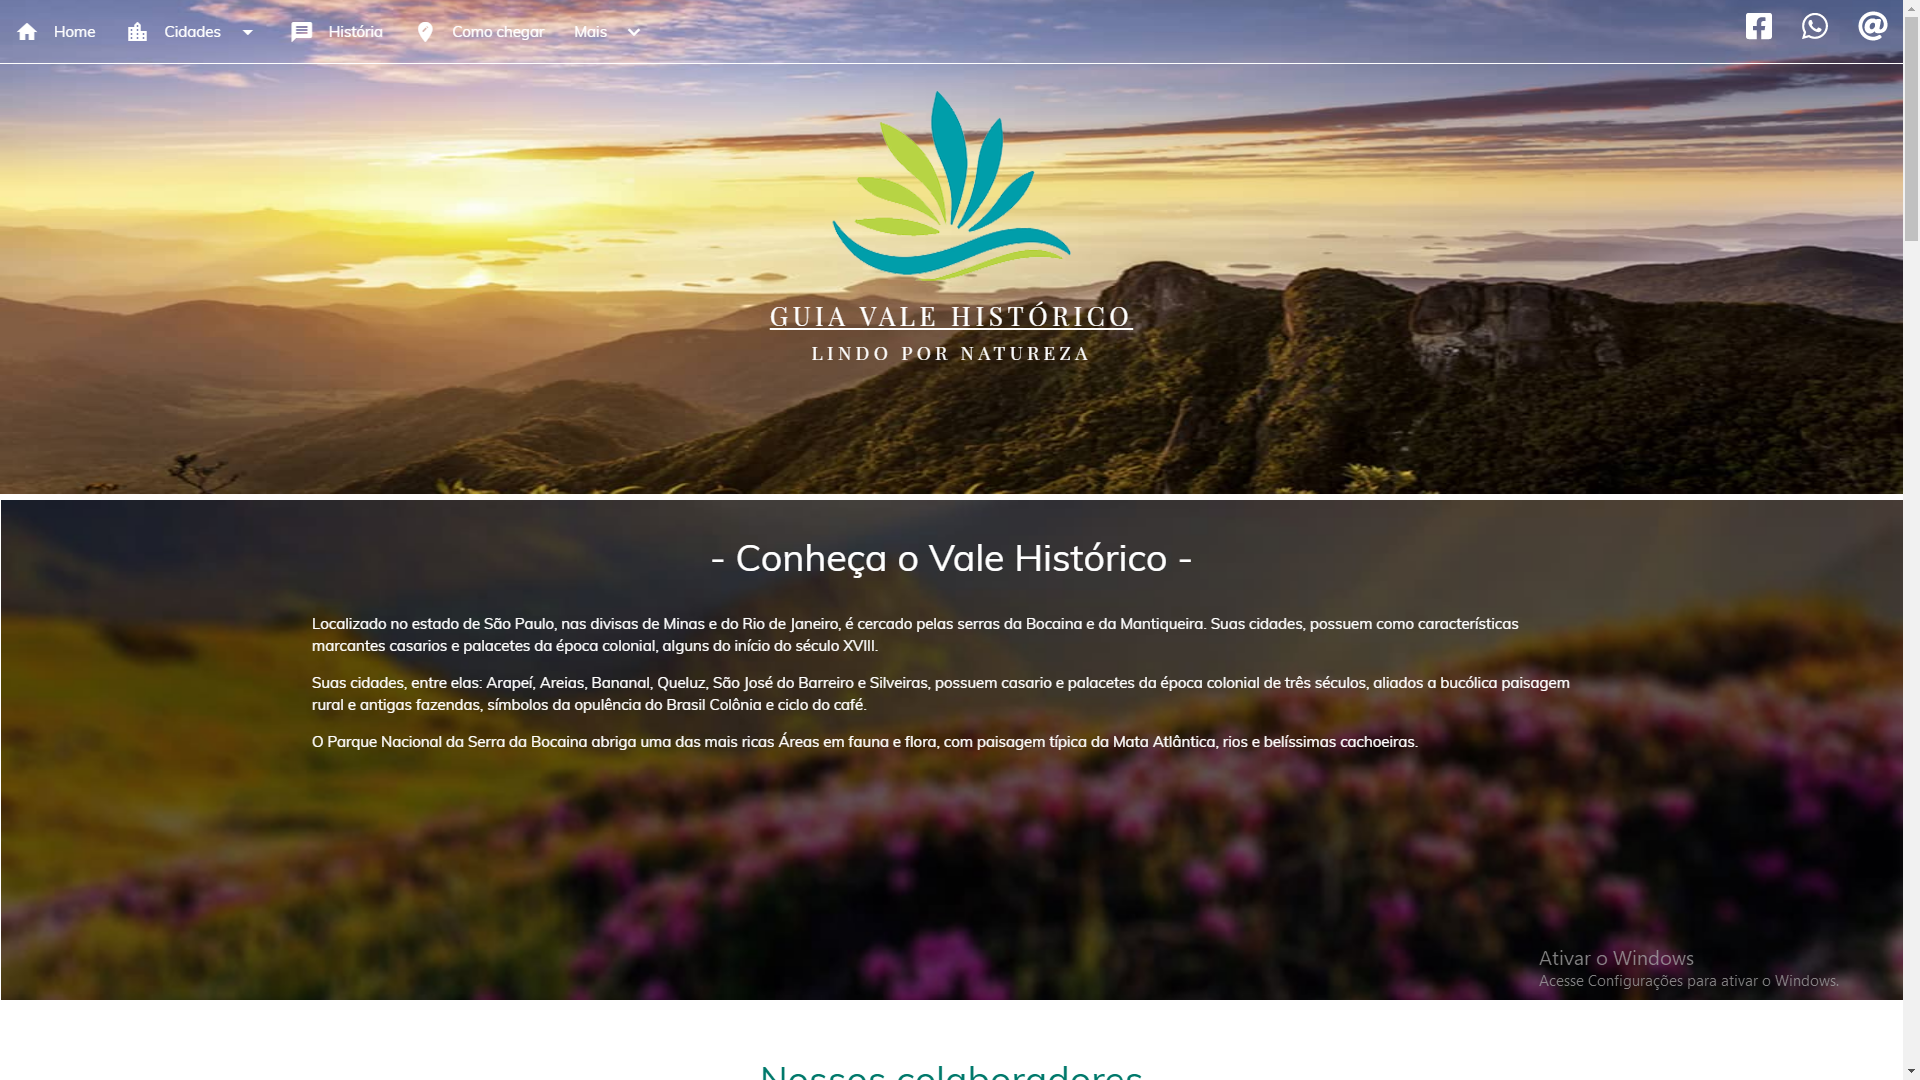 Home Cidades História Como chegar Mais
GUIA VALE HISTÓRICO
LINDO POR NATUREZA
- Conheça o Vale Histórico -
Localizado no estado de São Paulo, nas divisas de Minas e do Rio de Janeiro, é cercado pelas serras da Bocaina e da Mantiqueira. Suas cidades, possuem como características
marcantes casarios e palacetes da época colonial, alguns do início do século XVIII.
Suas cidades, entre elas: Arapeí, Areias, Bananal, Queluz, São José do Barreiro e Silveiras, possuem casario e palacetes da época colonial de três séculos, aliados a bucólica paisagem
rural e antigas fazendas, símbolos da opulência do Brasil Colônia e ciclo do café.
O Parque Nacional da Serra da Bocaina abriga uma das mais ricas Áreas em fauna e flora, com paisagem típica da Mata Atlântica, rios e belíssimas cachoeiras.
Ativar o Windows
Acesse Configurações para ativar o Windows.
Nossos colaboradores